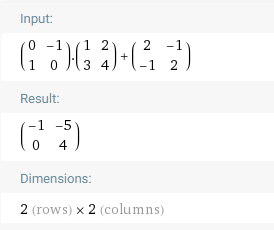 Input:
(0 −1
1 0).(1 2
3 4)+(2 −1
−1 2)
Result:
(−1 −5
0 4)
Dimensions:
2 (rows) × 2 (columns)